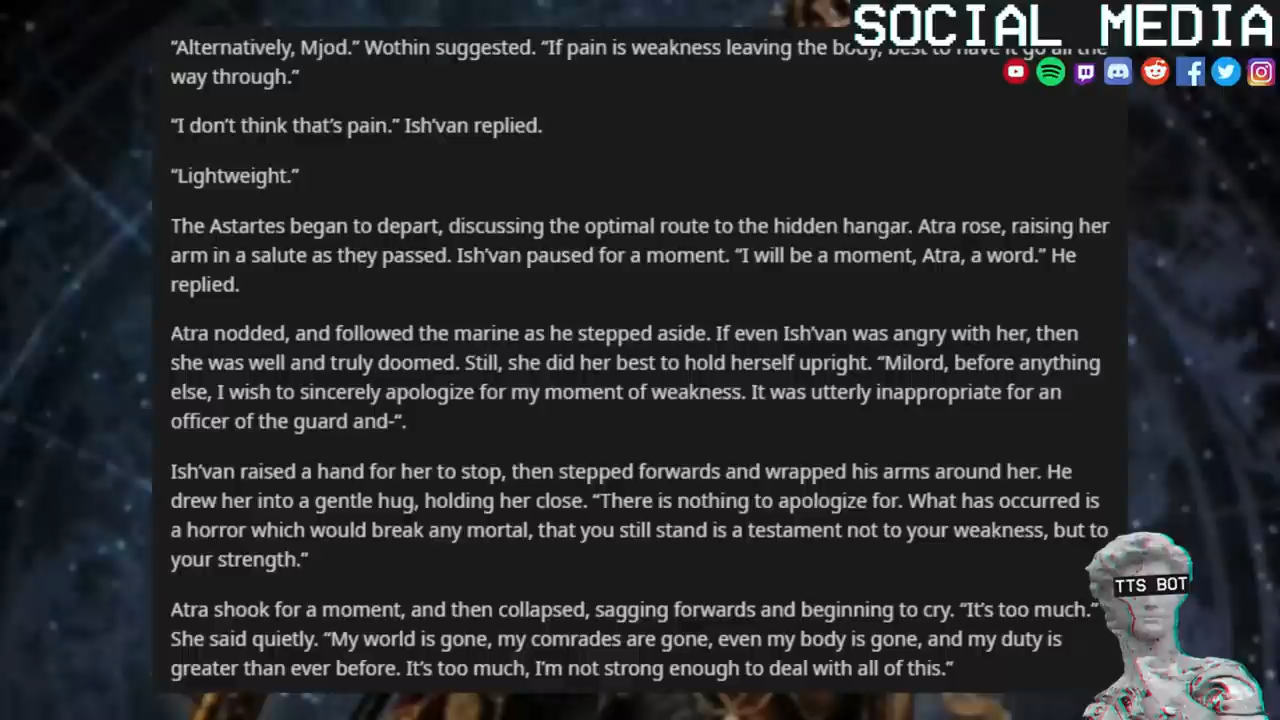 SOCIAL MEDIA
“Alternatively, Mjod.” Wothin suggested. “If pain is weakness leaving the body, best to have it go all the
way through.”
“I don’t think that’s pain.” Ish’van replied.
“Lightweight.”
The Astartes began to depart, discussing the optimal route to the hidden hangar. Atra rose, raising her
arm in a salute as they passed. Ish’van paused for a moment. “I will be a moment, Atra, a word.” He
replied.
Atra nodded, and followed the marine as he stepped aside. If even Ish’van was angry with her, then
she was well and truly doomed. Still, she did her best to hold herself upright. “Milord, before anything
else, I wish to sincerely apologize for my moment of weakness. It was utterly inappropriate for an
officer of the guard and-“.
Ish’van raised a hand for her to stop, then stepped forwards and wrapped his arms around her. He
drew her into a gentle hug, holding her close. “There is nothing to apologize for. What has occurred is
a horror which would break any mortal, that you still stand is a testament not to your weakness, but to
your strength.”
Atra shook for a moment, and then collapsed, sagging forwards and beginning to cry. “It’s too much.”
She said quietly. “My world is gone, my comrades are gone, even my body is gone, and my duty is
greater than ever before. It’s too much, I’m not strong enough to deal with all of this.”
TTS BOT